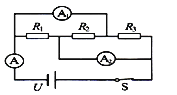 A₁
R₁ R₂ R₃
A A₂
U S